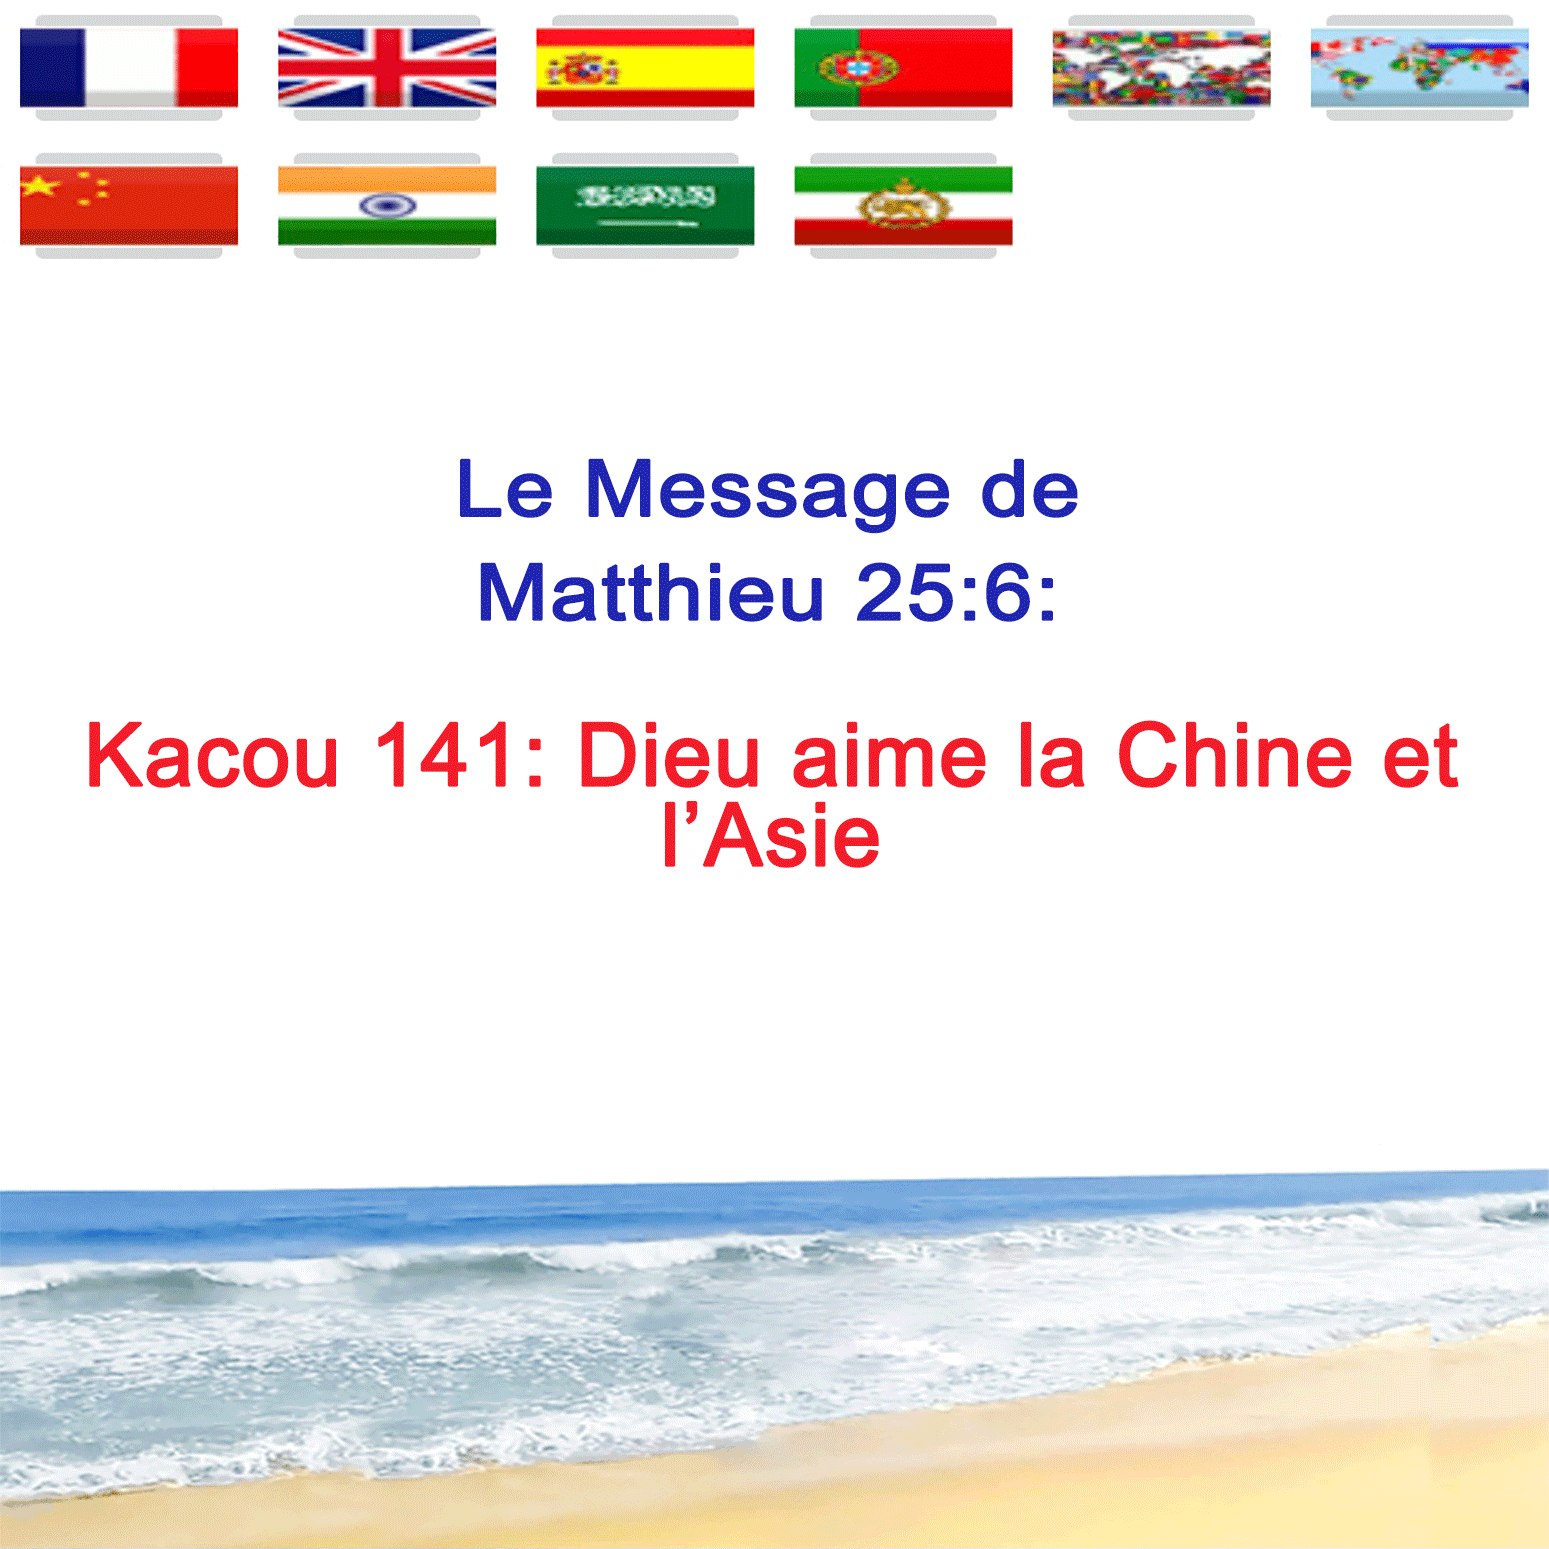 Le Message de
Matthieu 25:6:
Kacou 141: Dieu aime la Chine et
l’Asie